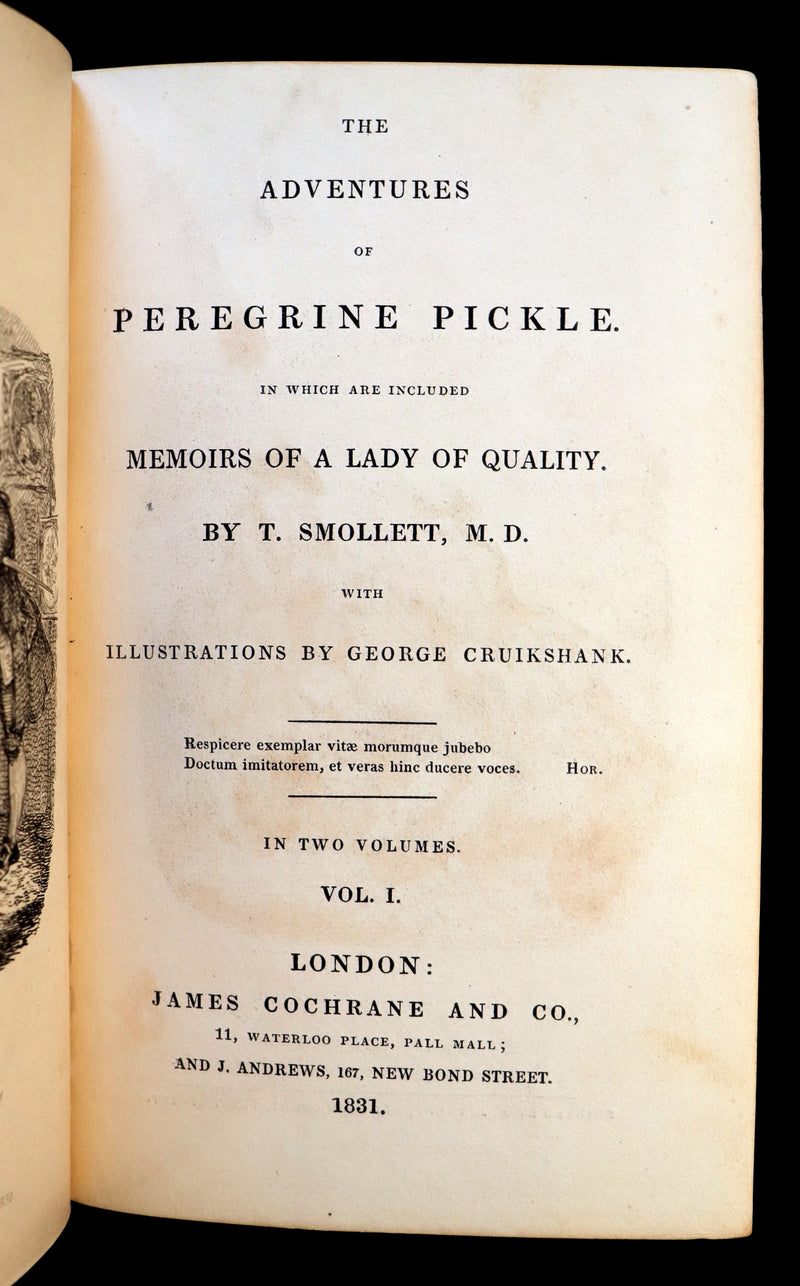 THE
ADVENTURES
OF
PEREGRINE PICKLE.
IN WHICH ARE INCLUDED
MEMOIRS OF A LADY OF QUALITY.
BY T. SMOLLETT, M. D.
WITH
ILLUSTRATIONS BY GEORGE CRUIKSHANK.
Respicere exemplar vitæ morumque jubebo
Doctum imitatorem, et veras hinc ducere voces. HOR.
IN TWO VOLUMES.
VOL. I.
LONDON:
JAMES COCHRANE AND CO.,
11, WATERLOO PLACE, PALL MALL;
AND J. ANDREWS, 167, NEW BOND STREET.
1831.